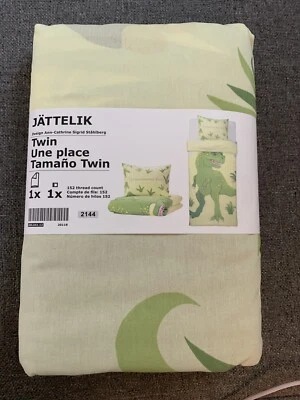 JÄTTELIK
Design Ann-Cathrine Sigrid Ståhlberg
Twin
Une place
Tamaño Twin
1x 1x
152 thread count
Compte de fils: 152
Número de hilos 152
2144